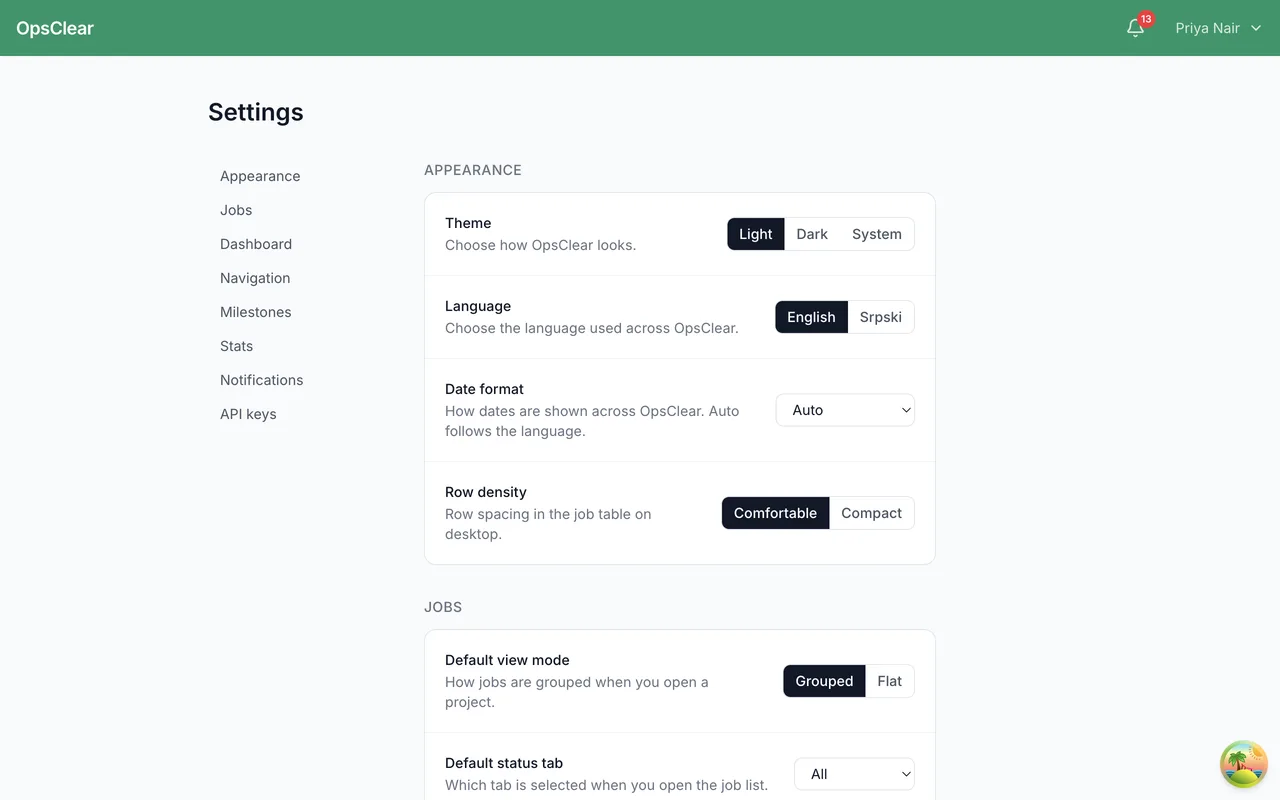 OpsClear
13
Priya Nair
Settings
Appearance
Jobs
Dashboard
Navigation
Milestones
Stats
Notifications
API keys
APPEARANCE
Theme
Choose how OpsClear looks.
Light Dark System
Language
Choose the language used across OpsClear.
English Srpski
Date format
How dates are shown across OpsClear. Auto
follows the language.
Auto
Row density
Row spacing in the job table on
desktop.
Comfortable Compact
JOBS
Default view mode
How jobs are grouped when you open a
project.
Grouped Flat
Default status tab
Which tab is selected when you open the job list.
All